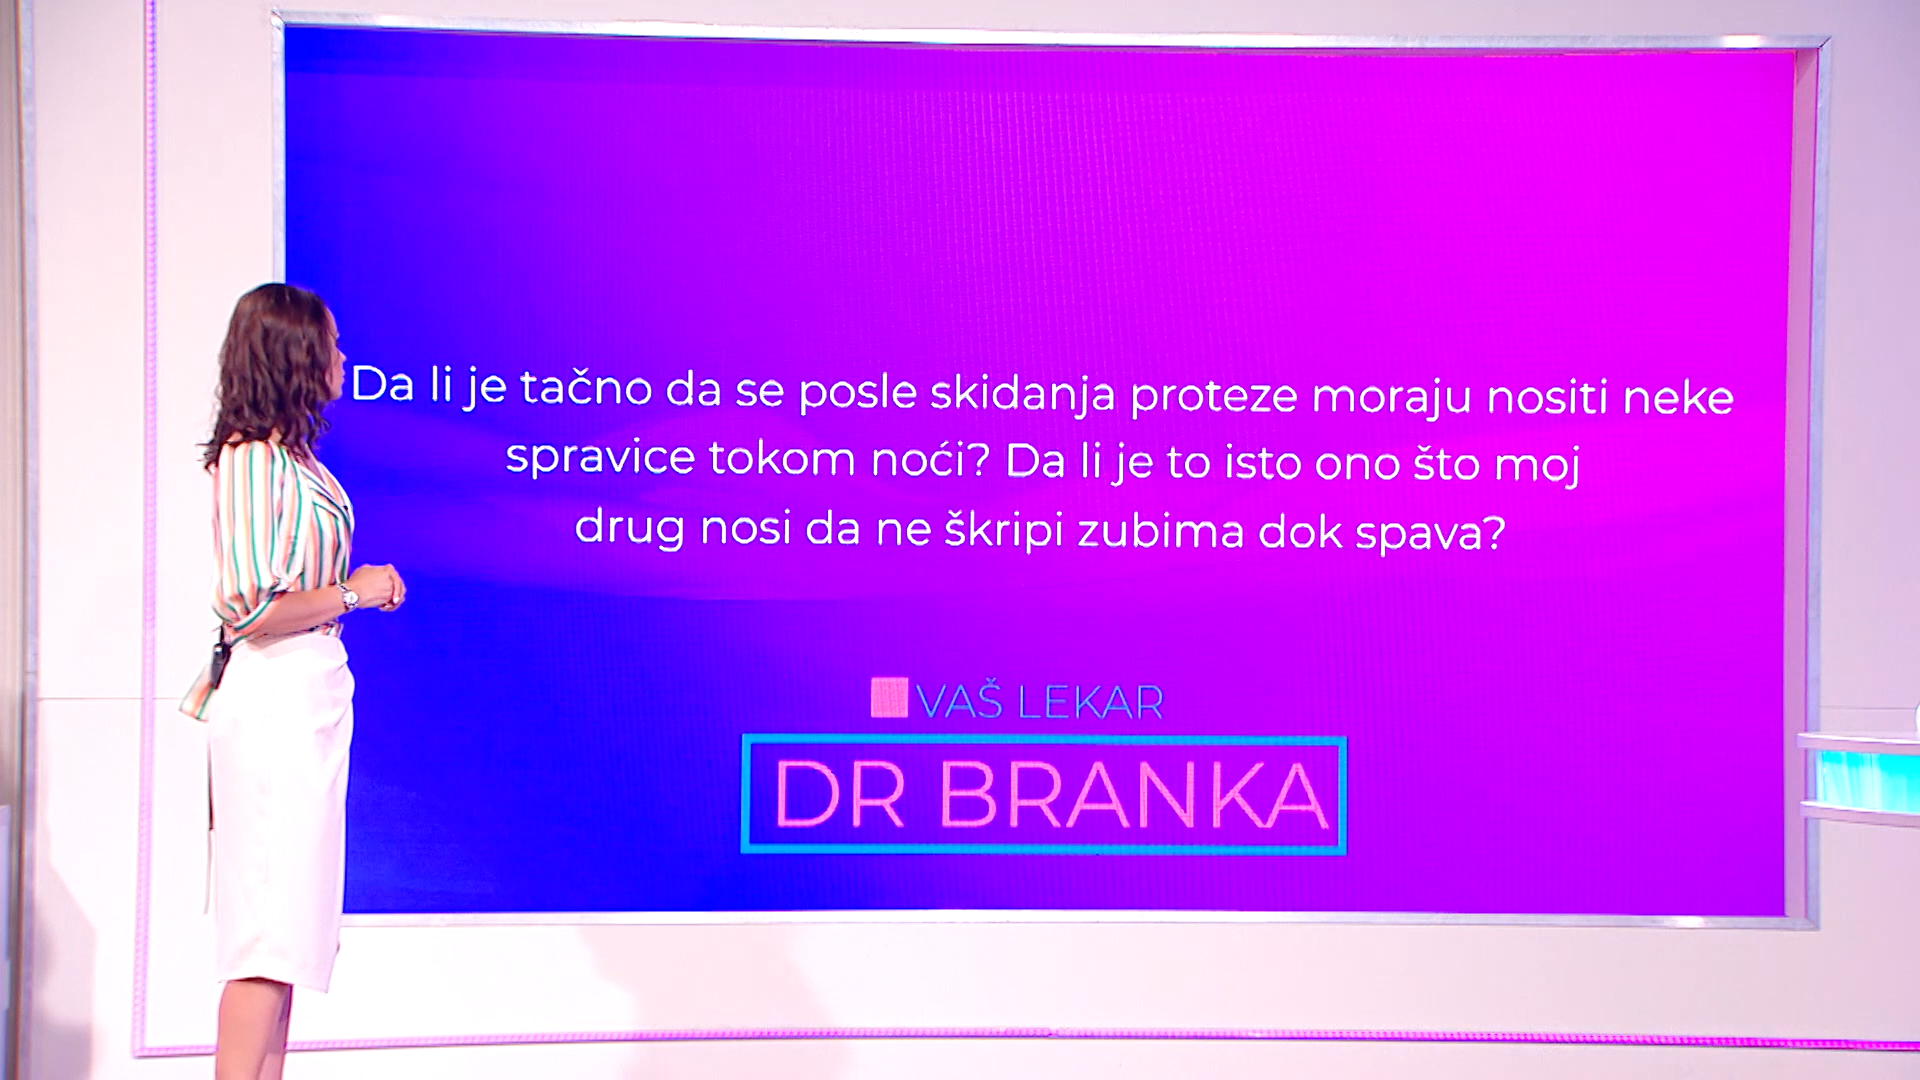 Da li je tačno da se posle skidanja proteze moraju nositi neke
spravice tokom noći? Da li je to isto ono što moj
drug nosi da ne škripi zubima dok spava?
VAŠ LEKAR
DR BRANKA